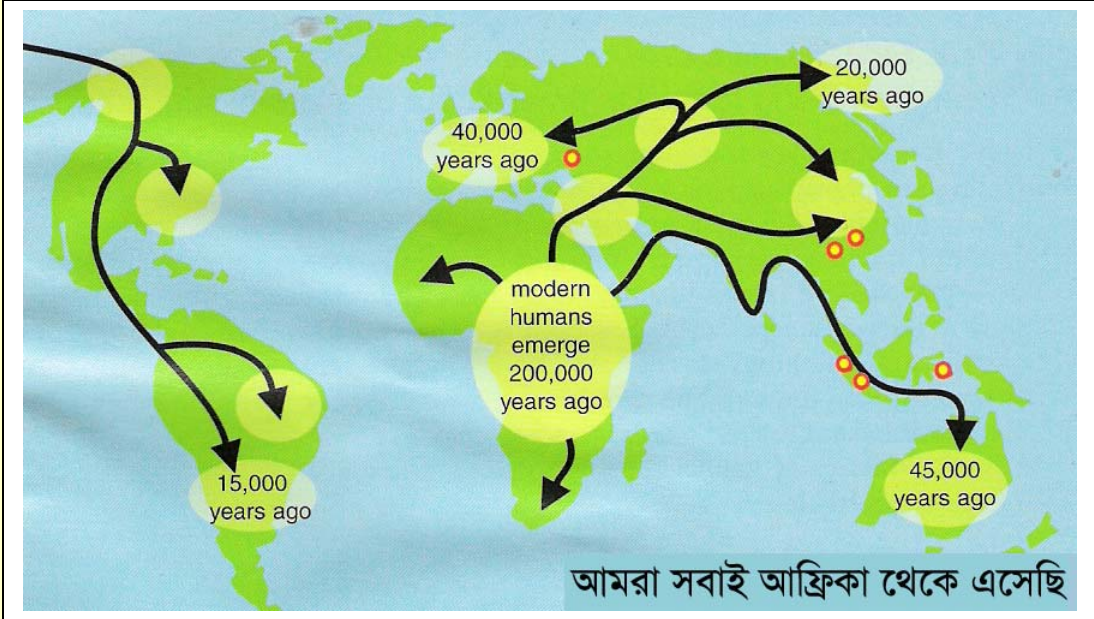 20,000
years ago
40,000
years ago
modern
humans
emerge
200,000
years ago
15,000
years ago
45,000
years ago
আমরা সবাই আফ্রিকা থেকে এসেছি